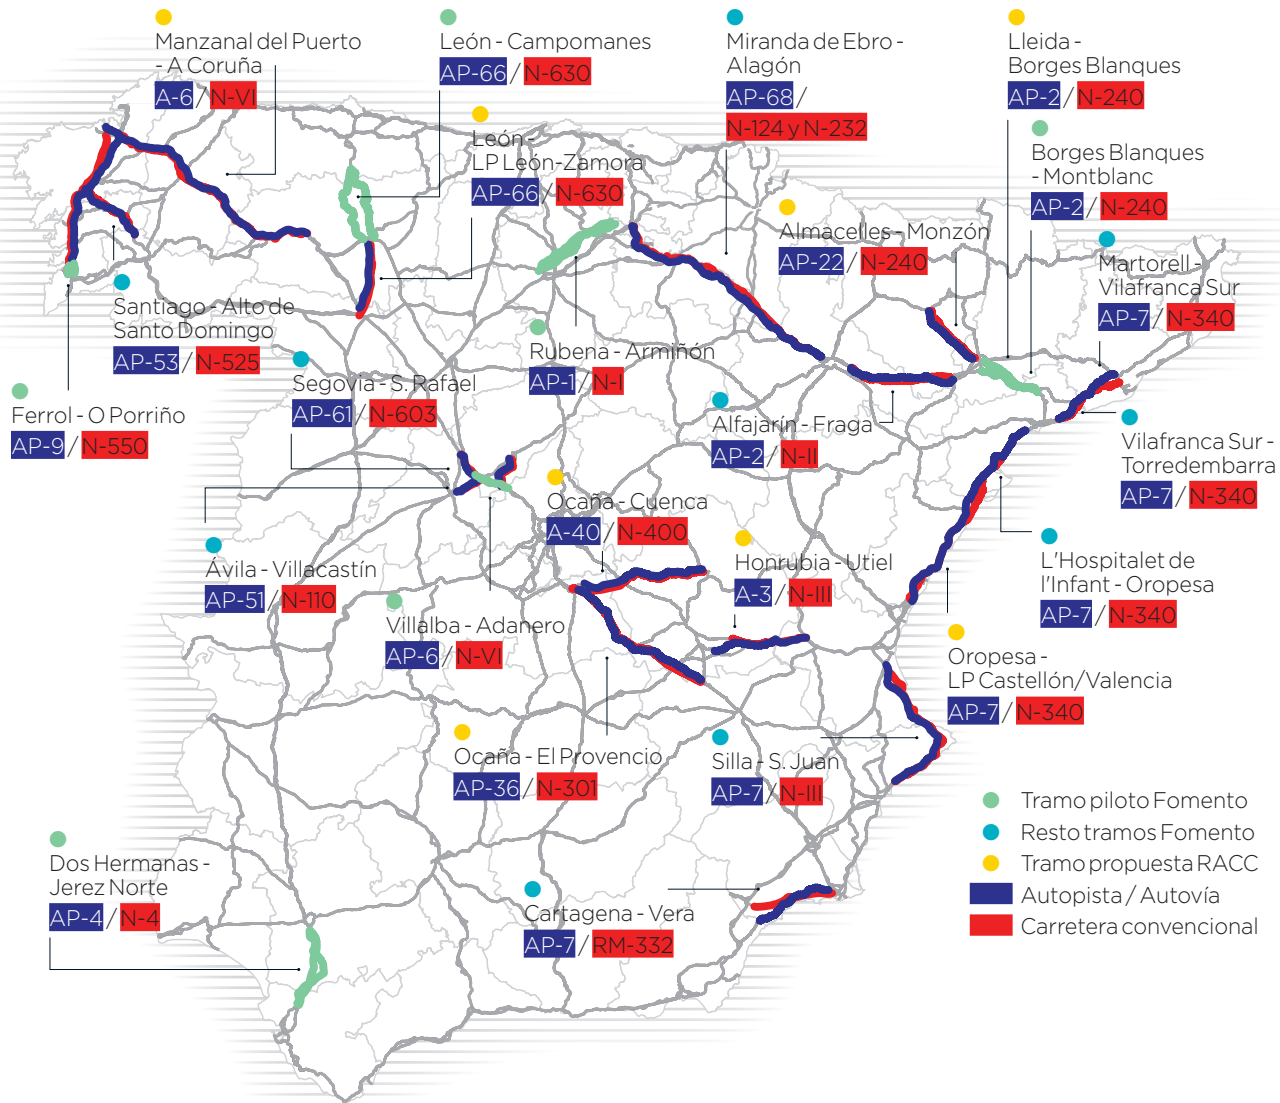 Manzanal del Puerto
- A Coruña
A-6 / N-VI
León - Campomanes
AP-66 / N-630
León -
LP León-Zamora
AP-66 / N-630
Miranda de Ebro -
Alagón
AP-68 /
N-124 y N-232
Lleida -
Borges Blanques
AP-2 / N-240
Borges Blanques
- Montblanc
AP-2 / N-240
Almacelles - Monzón
AP-22 / N-240
Martorell -
Vilafranca Sur
AP-7 / N-340
Santiago - Alto de
Santo Domingo
AP-53 / N-525
Rubena - Armiñón
AP-1 / N-I
Segovia - S. Rafael
AP-61 / N-603
Ferrol - O Porriño
AP-9 / N-550
Alfajarín - Fraga
AP-2 / N-II
Vilafranca Sur -
Torredembarra
AP-7 / N-340
Ocaña - Cuenca
A-40 / N-400
Ávila - Villacastín
AP-51 / N-110
Honrubia - Utiel
A-3 / N-III
L'Hospitalet de
l'Infant - Oropesa
AP-7 / N-340
Villalba - Adanero
AP-6 / N-VI
Oropesa -
LP Castellón/Valencia
AP-7 / N-340
Ocaña - El Provencio
AP-36 / N-301
Silla - S. Juan
AP-7 / N-III
Dos Hermanas -
Jerez Norte
AP-4 / N-4
Cartagena - Vera
AP-7 / RM-332
Tramo piloto Fomento
Resto tramos Fomento
Tramo propuesta RACC
Autopista / Autovía
Carretera convencional